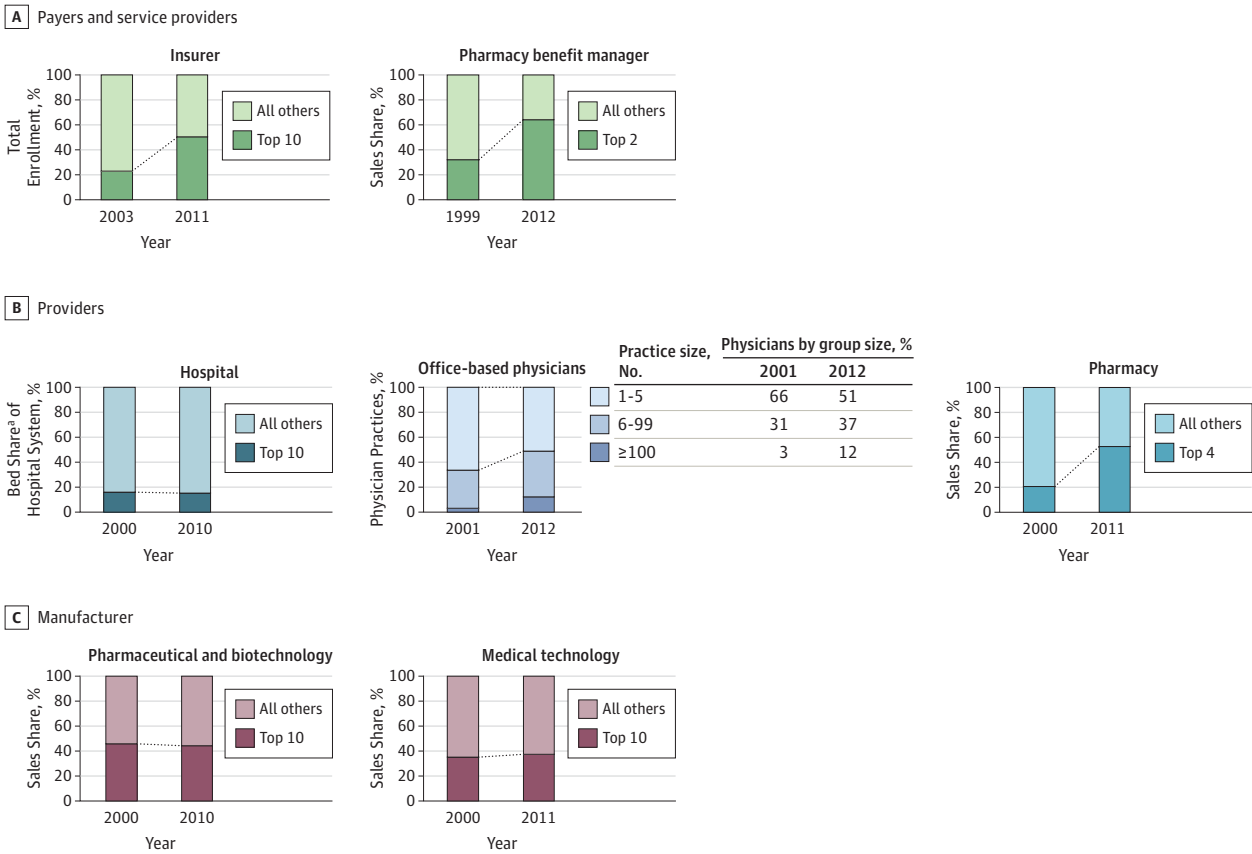 A Payers and service providers
Insurer
Total
Enrollment, %
100
80
60
40
20
0
2003 2011
Year
All others
Top 10
Pharmacy benefit manager
Sales Share, %
100
80
60
40
20
0
1999 2012
Year
All others
Top 2
B Providers
Hospital
Bed Shareᵃ of
Hospital System, %
100
80
60
40
20
0
2000 2010
Year
All others
Top 10
Office-based physicians
Physician Practices, %
100
80
60
40
20
0
2001 2012
Year
Practice size,
No.
Physicians by group size, %
2001 2012
1-5 66 51
6-99 31 37
≥100 3 12
Pharmacy
Sales Share, %
100
80
60
40
20
0
2000 2011
Year
All others
Top 4
C Manufacturer
Pharmaceutical and biotechnology
Sales Share, %
100
80
60
40
20
0
2000 2010
Year
All others
Top 10
Medical technology
Sales Share, %
100
80
60
40
20
0
2000 2011
Year
All others
Top 10